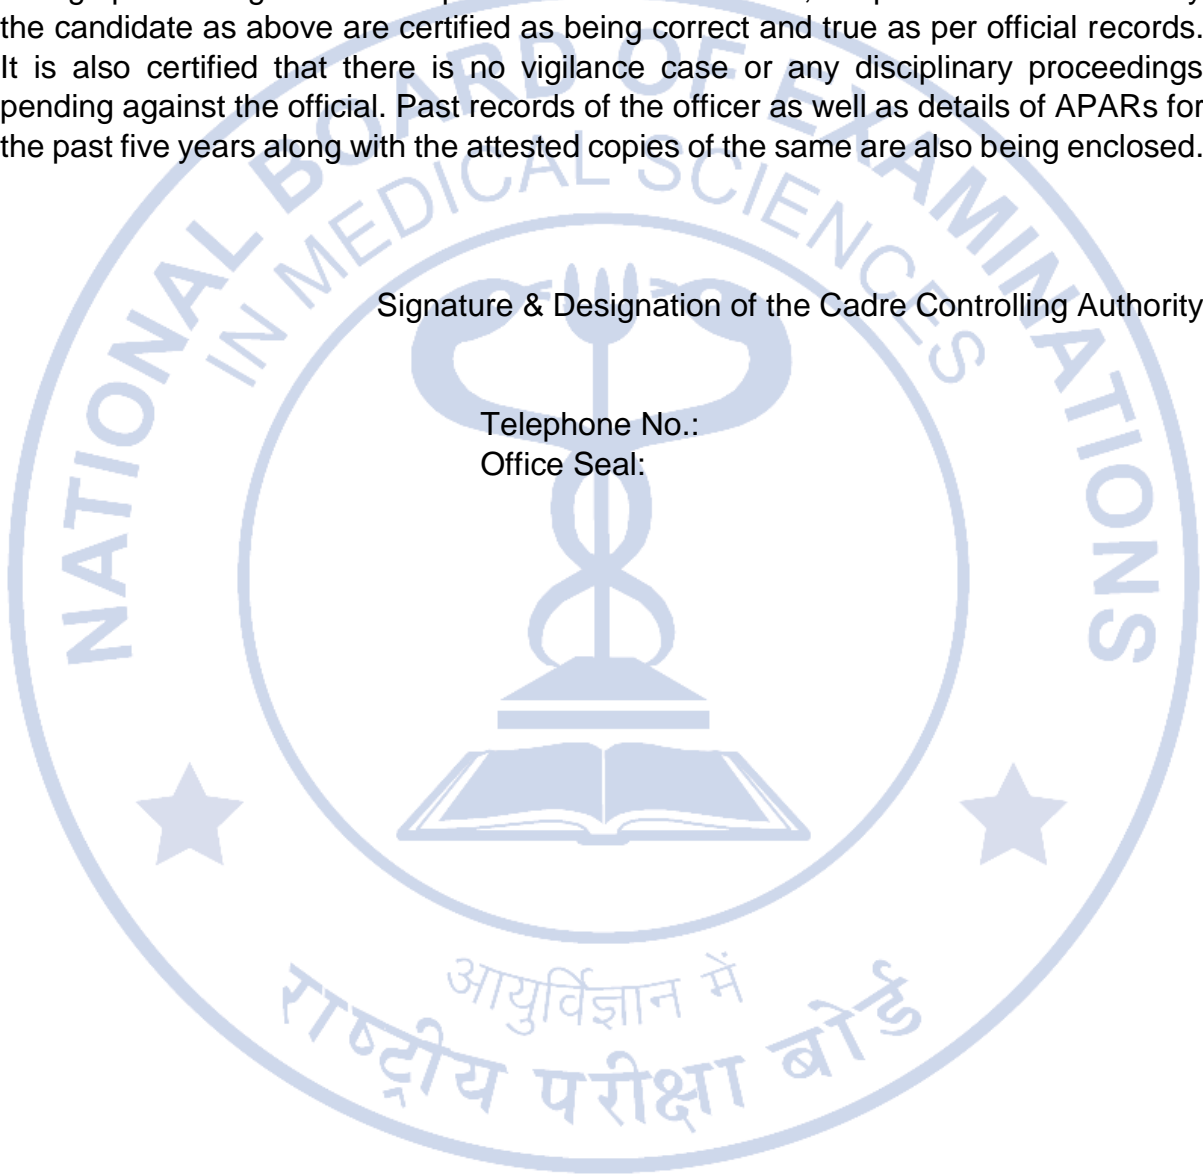 the candidate as above are certified as being correct and true as per official records.
It is also certified that there is no vigilance case or any disciplinary proceedings
pending against the official. Past records of the officer as well as details of APARs for
the past five years along with the attested copies of the same are also being enclosed.
NATIONAL BOARD OF EXAMINATIONS
IN MEDICAL SCIENCES
Signature & Designation of the Cadre Controlling Authority
Telephone No.:
Office Seal:
आयुर्विज्ञान में
राष्ट्रीय परीक्षा बोर्ड